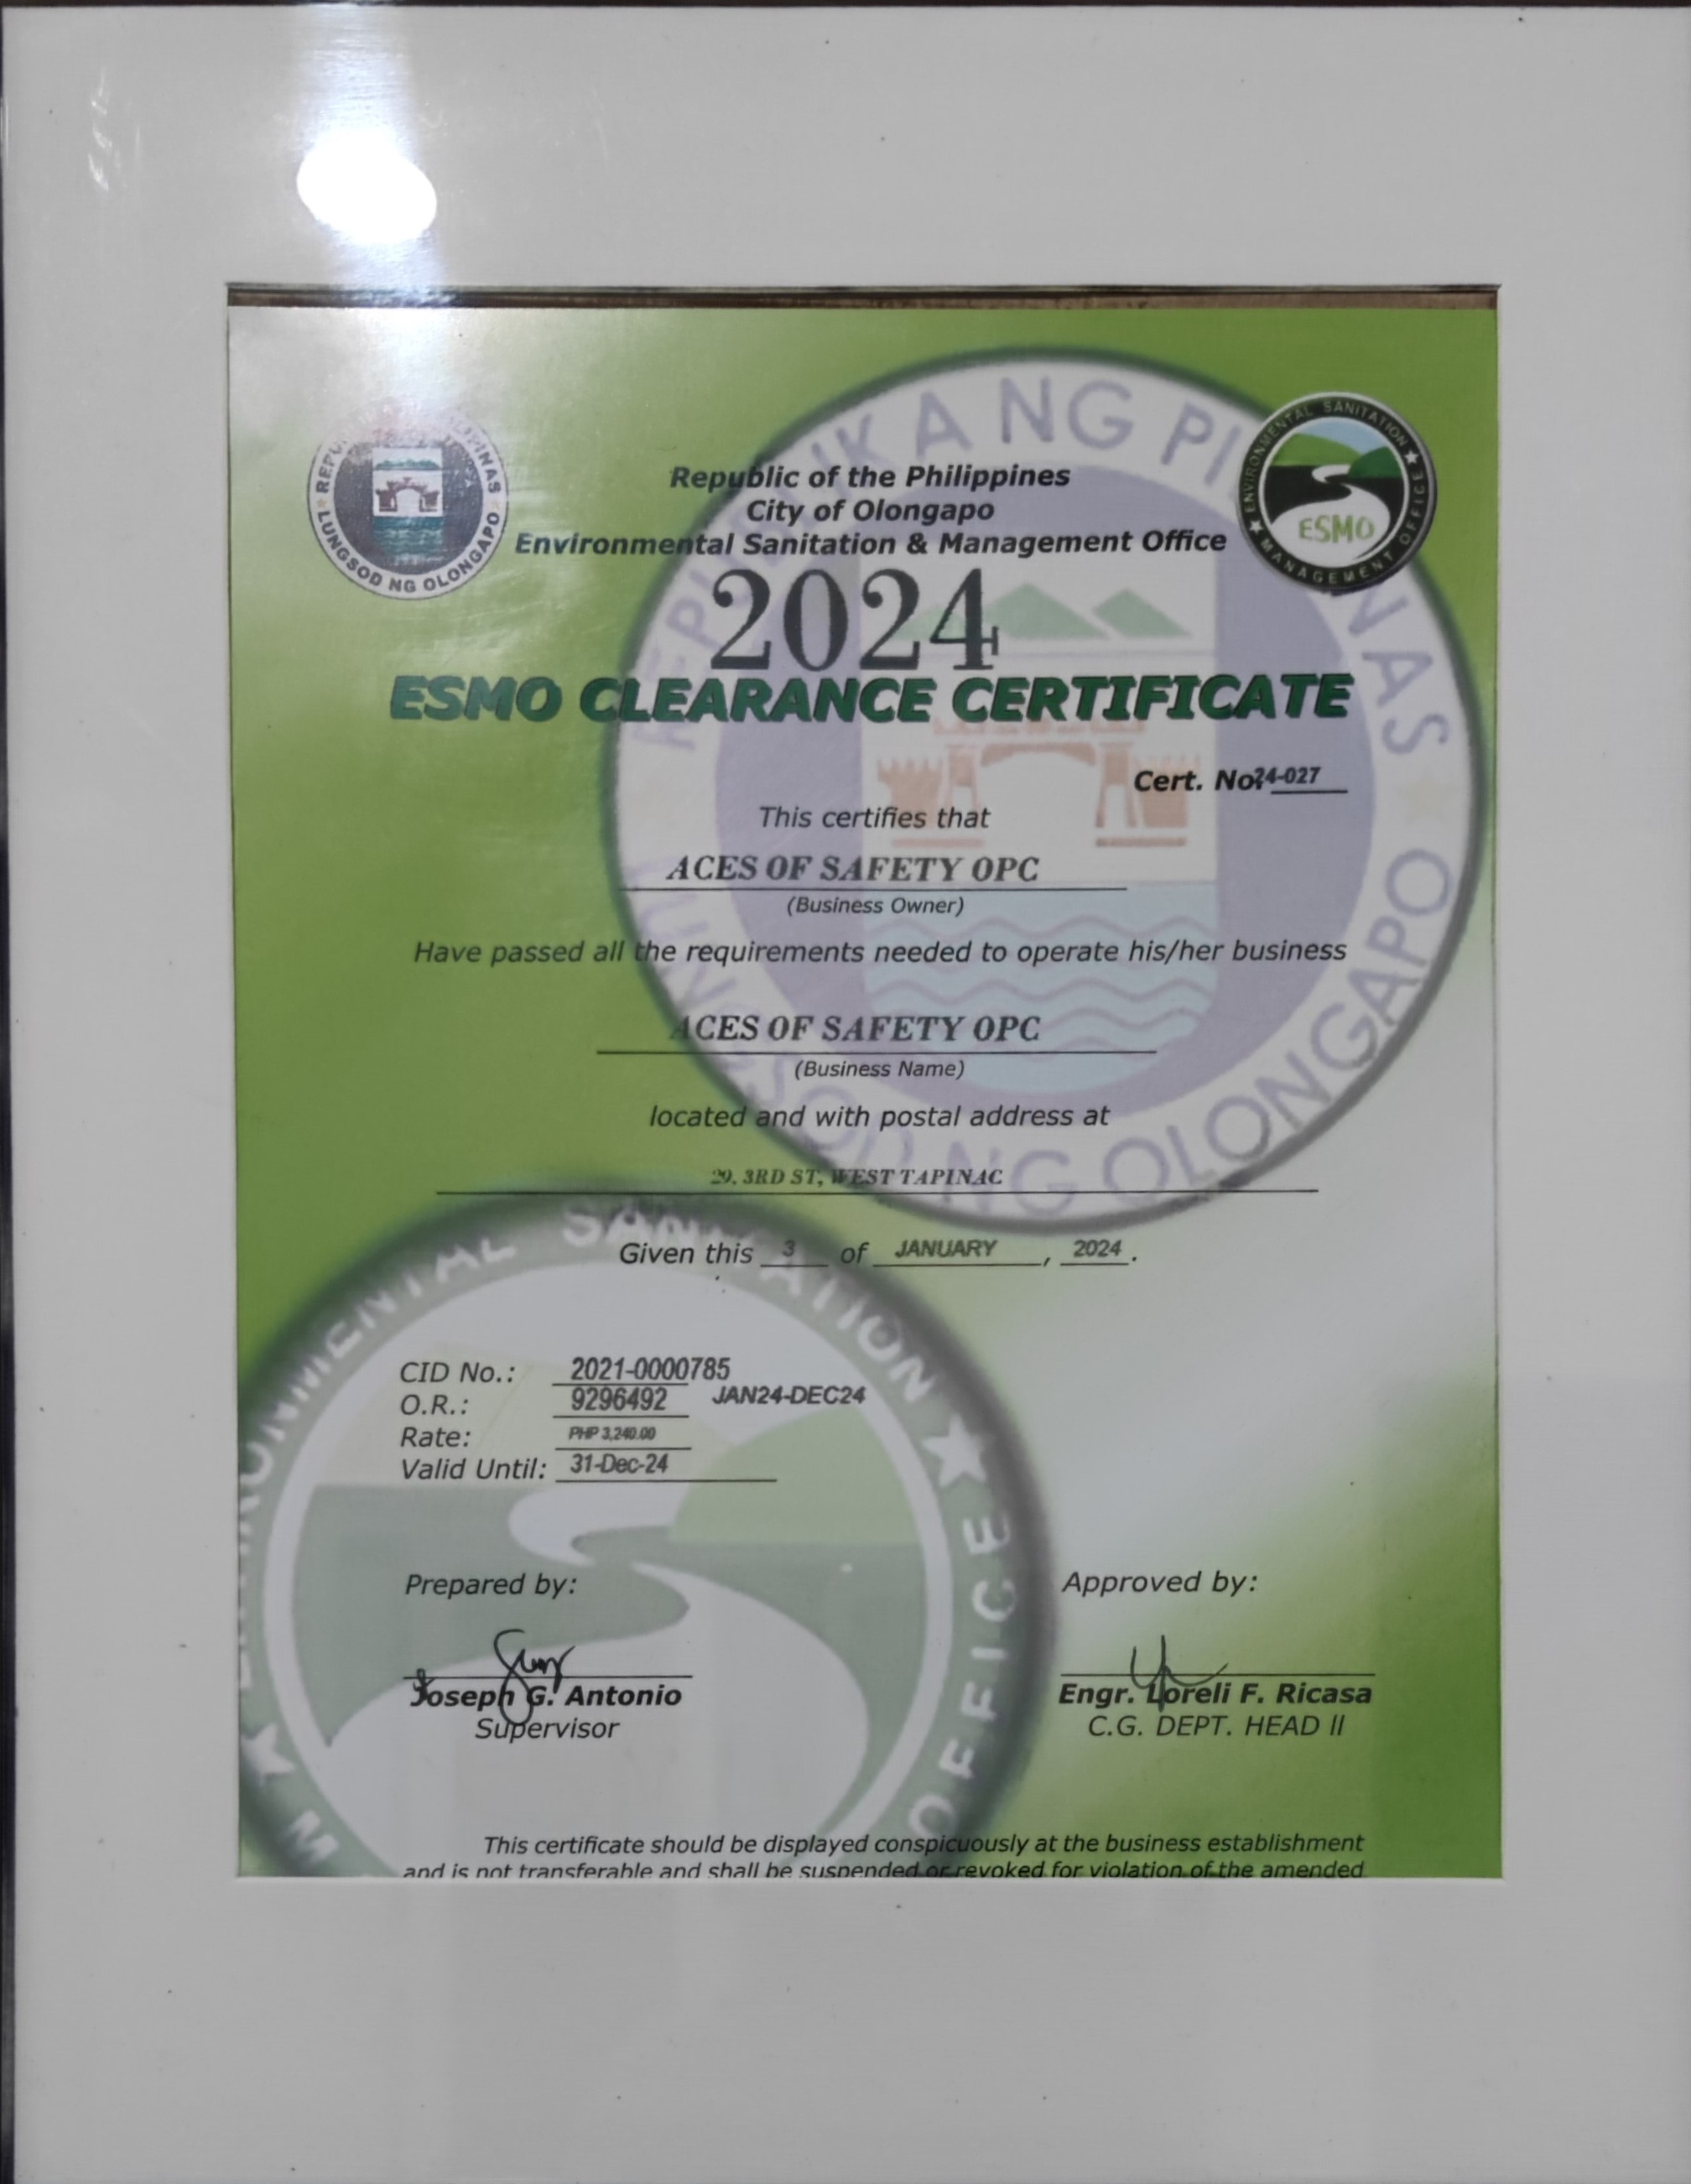 REPUBLIKA NG PILIPINAS
LUNGSOD NG OLONGAPO
ENVIRONMENTAL SANITATION
MANAGEMENT OFFICE
ESMO
Republic of the Philippines
City of Olongapo
Environmental Sanitation & Management Office
2024
ESMO CLEARANCE CERTIFICATE
Cert. No: 24-027
This certifies that
ACES OF SAFETY OPC
(Business Owner)
Have passed all the requirements needed to operate his/her business
ACES OF SAFETY OPC
(Business Name)
located and with postal address at
29. 3RD ST, WEST TAPINAC
Given this 3 of JANUARY, 2024.
CID No.: 2021-0000785
O.R.: 9296492 JAN24-DEC24
Rate: PHP 3,240.00
Valid Until: 31-Dec-24
Prepared by:
Approved by:
Joseph G. Antonio
Engr. Loreli F. Ricasa
Supervisor
C.G. DEPT. HEAD II
This certificate should be displayed conspicuously at the business establishment
and is not transferable and shall be suspended or revoked for violation of the amended